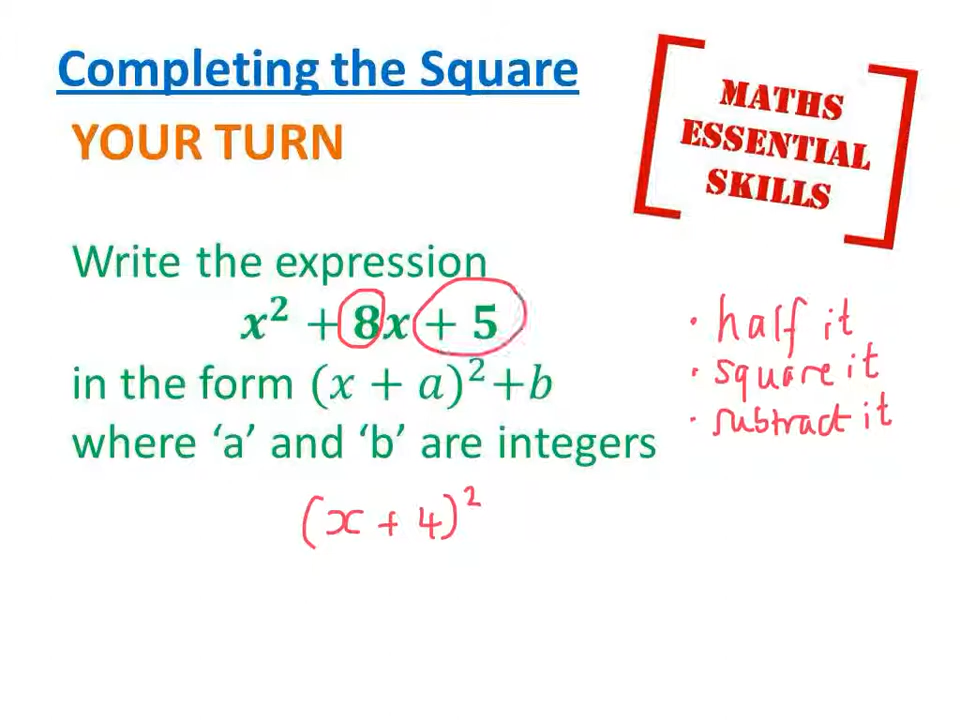 Completing the Square
YOUR TURN
MATHS
ESSENTIAL
SKILLS
Write the expression
x² + 8x + 5
in the form (x + a)² +b
where ‘a’ and ‘b’ are integers
(x + 4)²
· half it
· square it
· subtract it